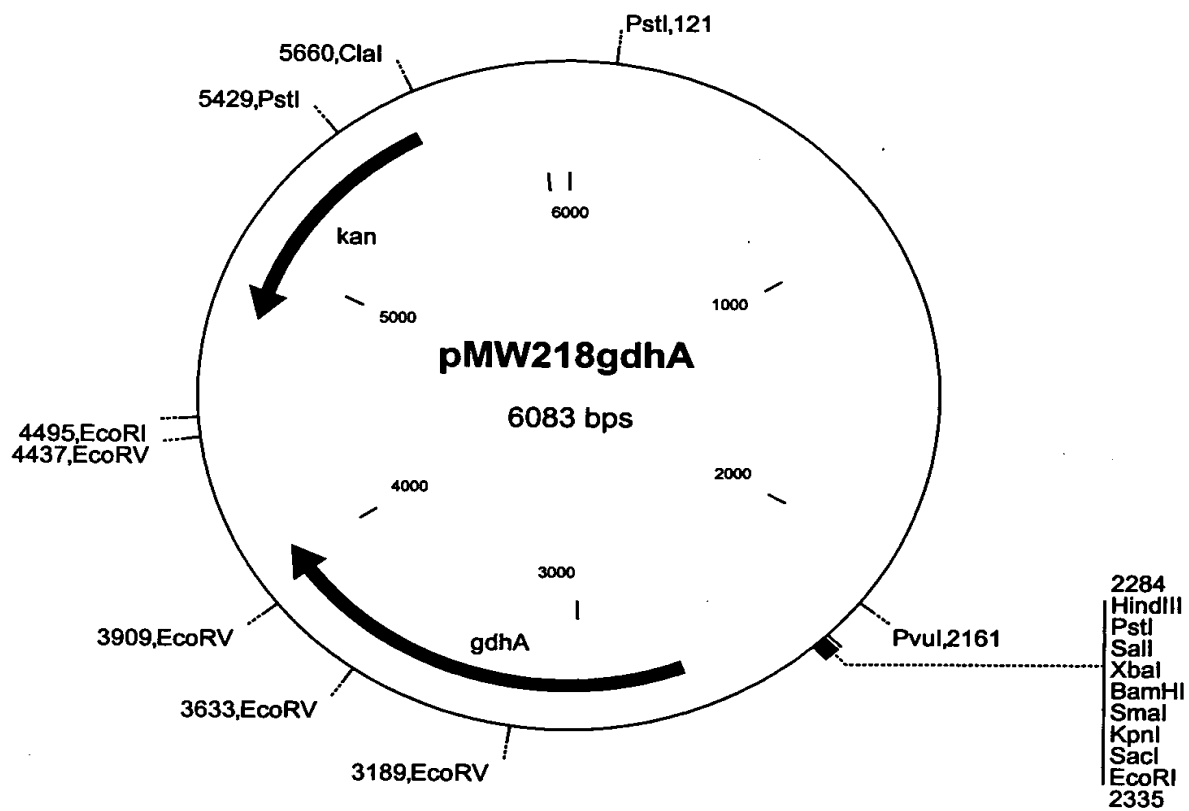 PstI,121
5660,ClaI
5429,PstI
6000
kan
1000
5000
pMW218gdhA
6083 bps
4495,EcoRI
4437,EcoRV
4000
2000
3000
2284
HindIII
PstI
SalI
XbaI
BamHI
SmaI
KpnI
SacI
EcoRI
2335
PvuI,2161
3909,EcoRV
gdhA
3633,EcoRV
3189,EcoRV